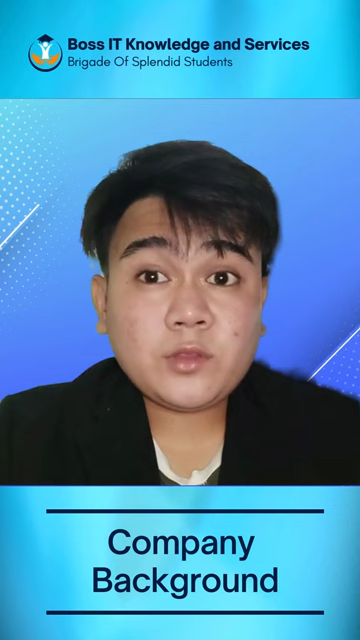 Boss IT Knowledge and Services
Brigade Of Splendid Students
Company
Background